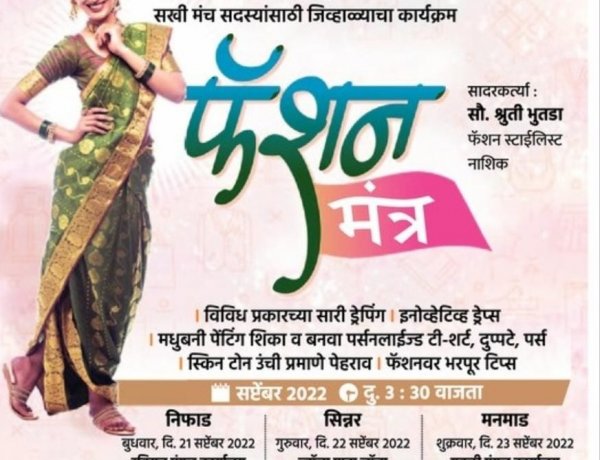 सखी मंच सदस्यांसाठी जिव्हाळ्याचा कार्यक्रम
फॅशन
मंत्र
सादरकर्त्या :
सौ. श्रुती भुतडा
फॅशन स्टाईलिस्ट
नाशिक
। विविध प्रकारच्या सारी ड्रेपिंग । इनोव्हेटिव्ह ड्रेप्स
। मधुबनी पेंटिंग शिका व बनवा पर्सनलाईज्ड टी-शर्ट, दुप्पटे, पर्स
। स्किन टोन उंची प्रमाणे पेहराव । फॅशनवर भरपूर टिप्स
सप्टेंबर 2022 दु. 3 : 30 वाजता
निफाड
बुधवार, दि. 21 सप्टेंबर 2022
सिन्नर
गुरुवार, दि. 22 सप्टेंबर 2022
मनमाड
शुक्रवार, दि. 23 सप्टेंबर 2022